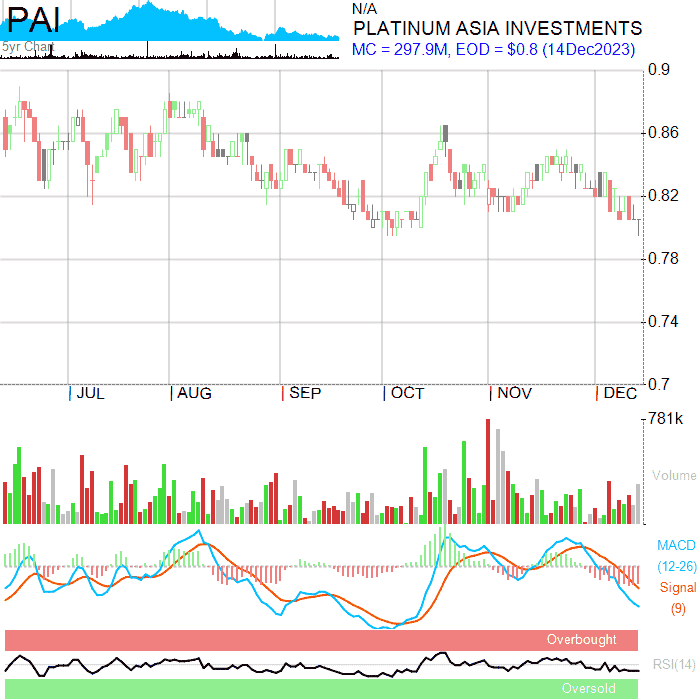 PAI
5yr Chart
N/A
PLATINUM ASIA INVESTMENTS
MC = 297.9M, EOD = $0.8 (14Dec2023)
0.9
0.86
0.82
0.78
0.74
0.7
JUL AUG SEP OCT NOV DEC
781k
Volume
MACD
(12-26)
Signal
(9)
Overbought
RSI(14)
Oversold